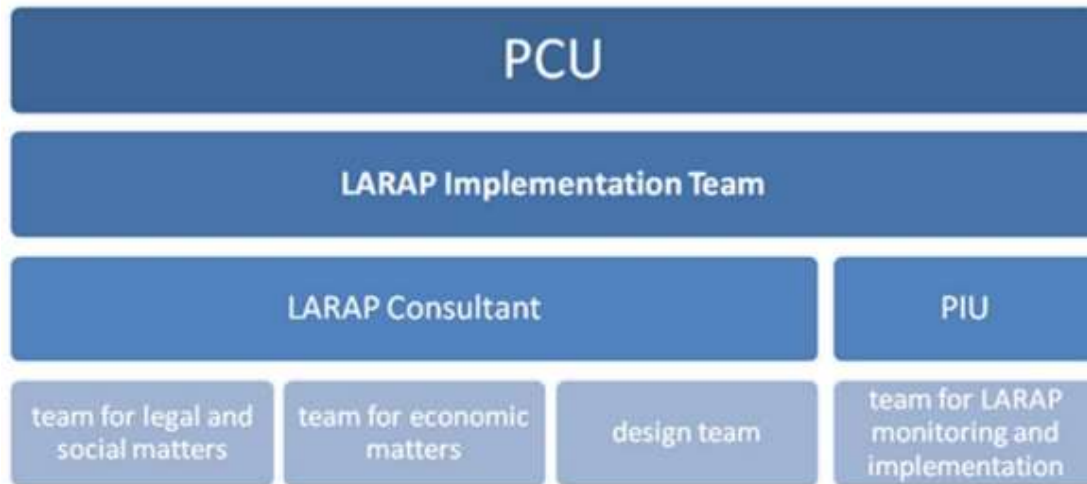 PCU
LARAP Implementation Team
LARAP Consultant
PIU
team for legal and
social matters
team for economic
matters
design team
team for LARAP
monitoring and
implementation